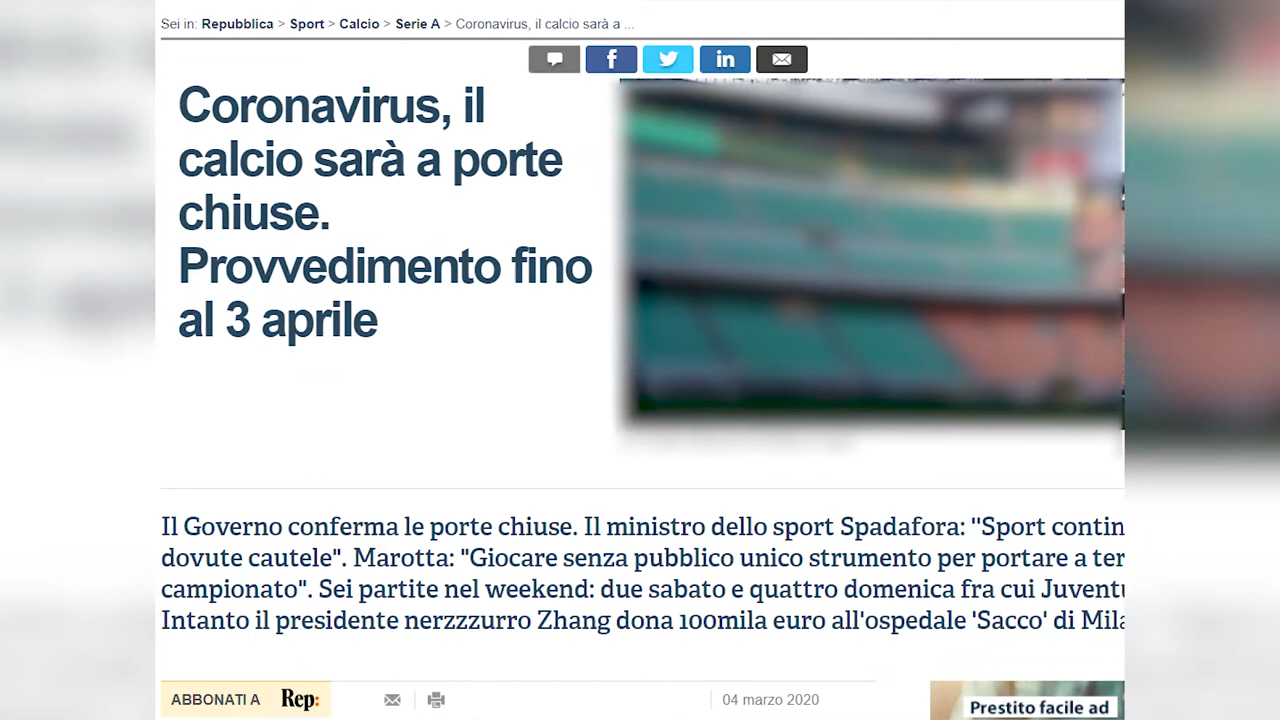 Sei in: Repubblica > Sport > Calcio > Serie A > Coronavirus, il calcio sarà a ...
Coronavirus, il
calcio sarà a porte
chiuse.
Provvedimento fino
al 3 aprile
Il Governo conferma le porte chiuse. Il ministro dello sport Spadafora: "Sport contin
dovute cautele". Marotta: "Giocare senza pubblico unico strumento per portare a ter
campionato". Sei partite nel weekend: due sabato e quattro domenica fra cui Juventu
Intanto il presidente nerzzzurro Zhang dona 100mila euro all'ospedale 'Sacco' di Mila
ABBONATI A Rep: 04 marzo 2020
Prestito facile ad